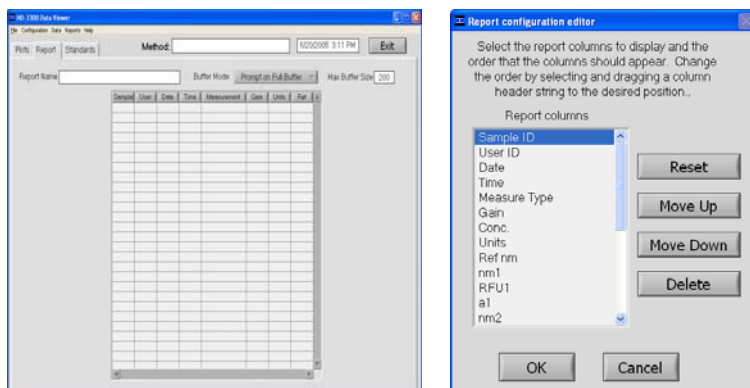 ND-3300 Data Viewer
File Configuration Data Reports Help
Plots Report Standards Method: 6/20/2005 3:11 PM Exit
Report Name Buffer Mode Prompt on Full Buffer Max Buffer Size 200
Sample User Date Time Measurement Gain Units Ref
Report configuration editor
Select the report columns to display and the
order that the columns should appear. Change
the order by selecting and dragging a column
header string to the desired position..
Report columns
Sample ID
User ID
Date
Time
Measure Type
Gain
Conc.
Units
Ref nm
nm1
RFU1
a1
nm2
Reset
Move Up
Move Down
Delete
OK Cancel